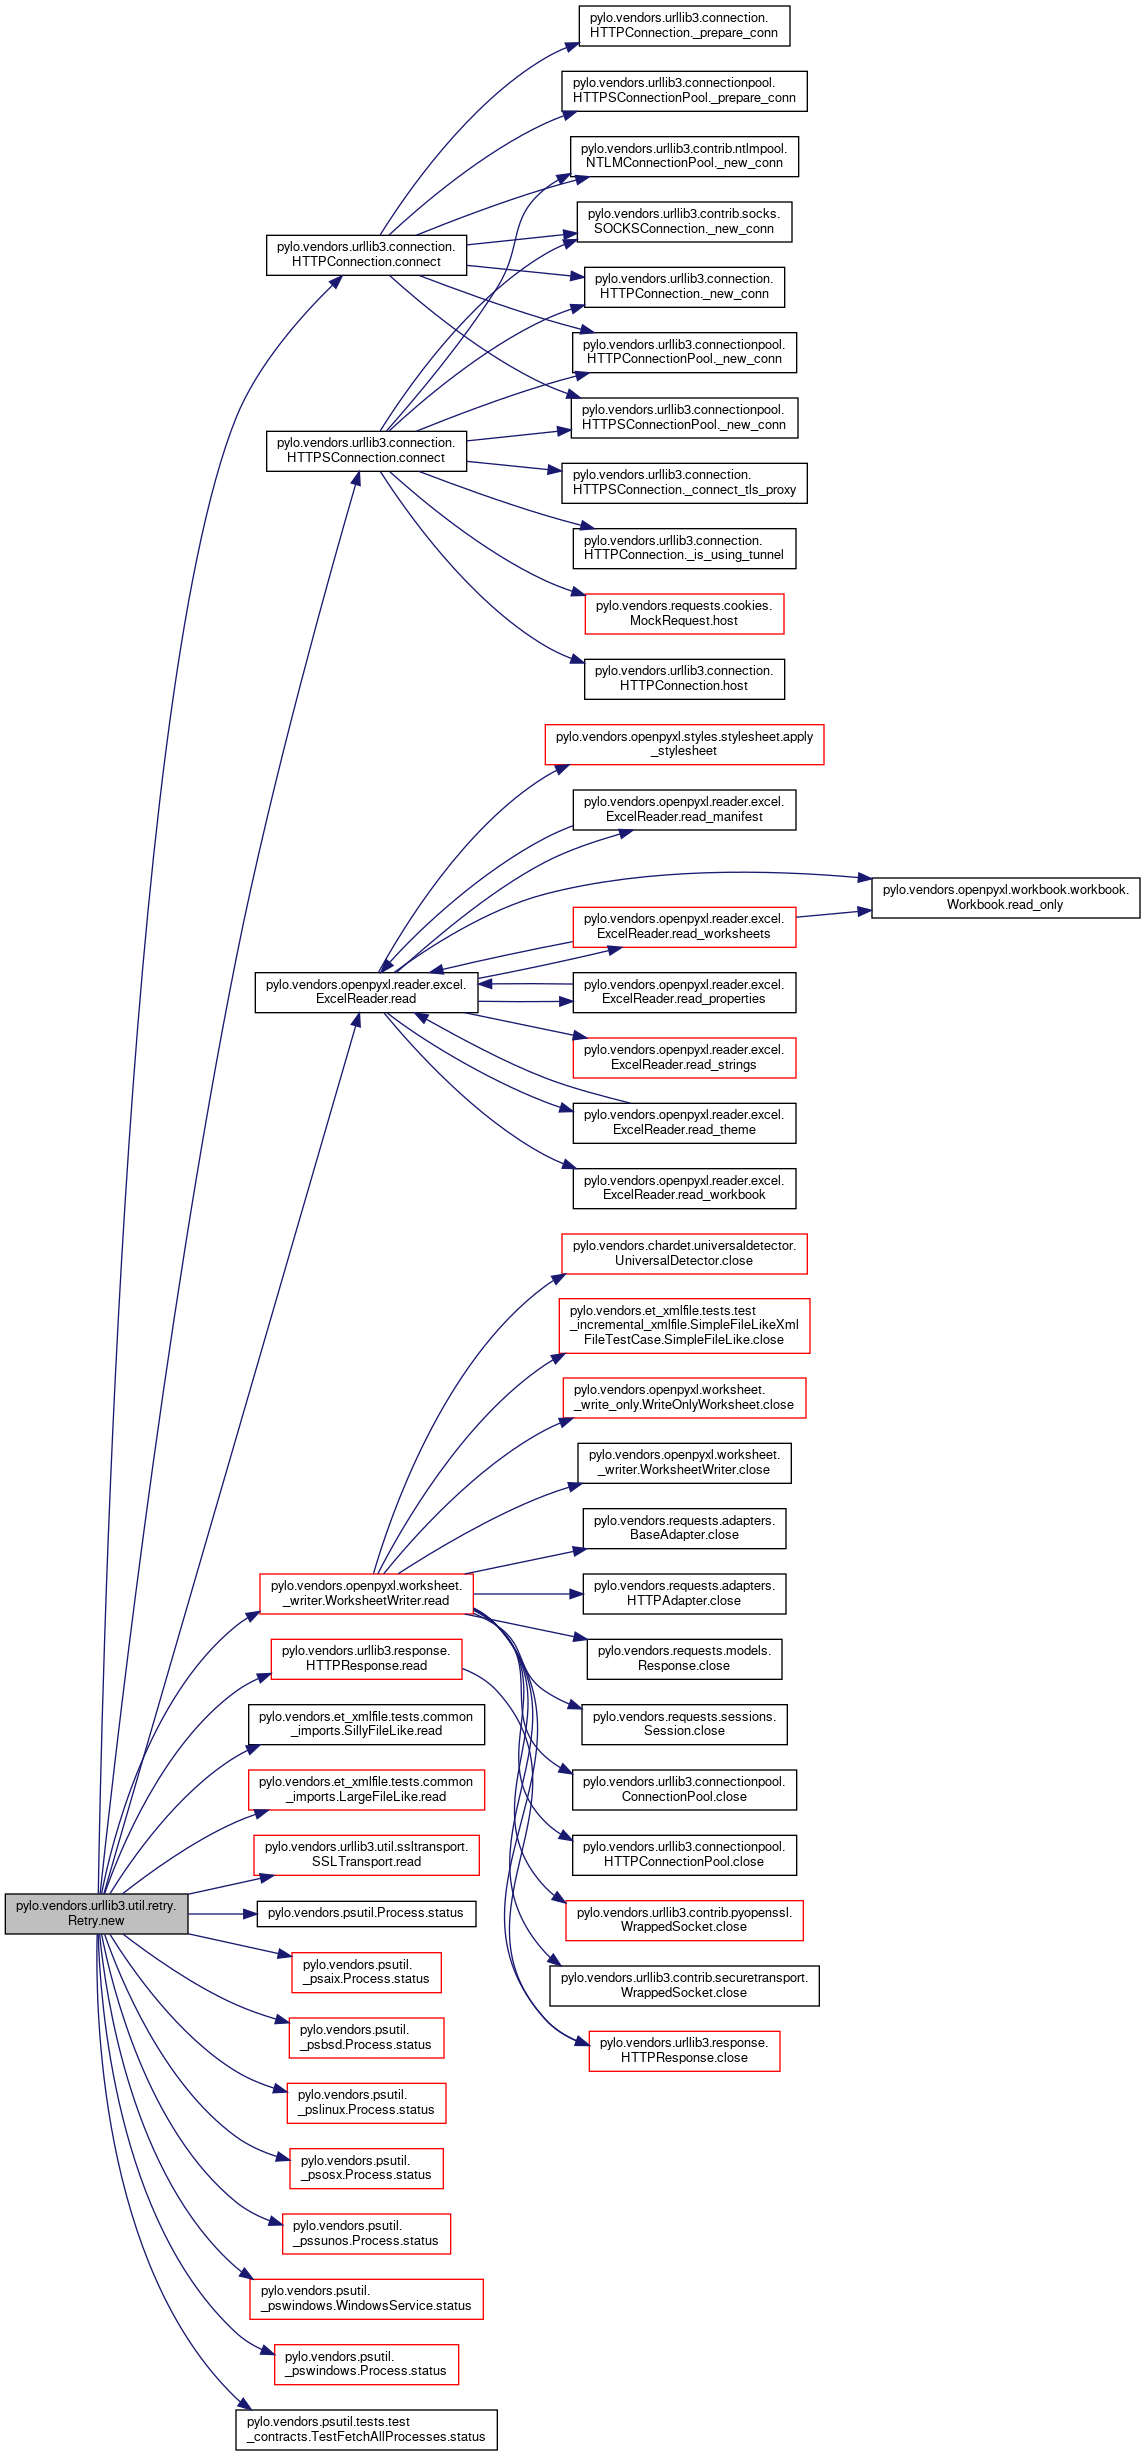 pylo.vendors.urllib3.util.retry.
Retry.new
pylo.vendors.urllib3.connection.
HTTPConnection.connect
pylo.vendors.urllib3.connection.
HTTPSConnection.connect
pylo.vendors.openpyxl.reader.excel.
ExcelReader.read
pylo.vendors.openpyxl.worksheet.
_writer.WorksheetWriter.read
pylo.vendors.urllib3.response.
HTTPResponse.read
pylo.vendors.et_xmlfile.tests.common
_imports.SillyFileLike.read
pylo.vendors.et_xmlfile.tests.common
_imports.LargeFileLike.read
pylo.vendors.urllib3.util.ssltransport.
SSLTransport.read
pylo.vendors.psutil.Process.status
pylo.vendors.psutil.
_psaix.Process.status
pylo.vendors.psutil.
_psbsd.Process.status
pylo.vendors.psutil.
_pslinux.Process.status
pylo.vendors.psutil.
_psosx.Process.status
pylo.vendors.psutil.
_pssunos.Process.status
pylo.vendors.psutil.
_pswindows.WindowsService.status
pylo.vendors.psutil.
_pswindows.Process.status
pylo.vendors.psutil.tests.test
_contracts.TestFetchAllProcesses.status
pylo.vendors.urllib3.connection.
HTTPConnection._prepare_conn
pylo.vendors.urllib3.connectionpool.
HTTPSConnectionPool._prepare_conn
pylo.vendors.urllib3.contrib.ntlmpool.
NTLMConnectionPool._new_conn
pylo.vendors.urllib3.contrib.socks.
SOCKSConnection._new_conn
pylo.vendors.urllib3.connection.
HTTPConnection._new_conn
pylo.vendors.urllib3.connectionpool.
HTTPConnectionPool._new_conn
pylo.vendors.urllib3.connectionpool.
HTTPSConnectionPool._new_conn
pylo.vendors.urllib3.connection.
HTTPSConnection._connect_tls_proxy
pylo.vendors.urllib3.connection.
HTTPConnection._is_using_tunnel
pylo.vendors.requests.cookies.
MockRequest.host
pylo.vendors.urllib3.connection.
HTTPConnection.host
pylo.vendors.openpyxl.styles.stylesheet.apply
_stylesheet
pylo.vendors.openpyxl.reader.excel.
ExcelReader.read_manifest
pylo.vendors.openpyxl.reader.excel.
ExcelReader.read_worksheets
pylo.vendors.openpyxl.reader.excel.
ExcelReader.read_properties
pylo.vendors.openpyxl.reader.excel.
ExcelReader.read_strings
pylo.vendors.openpyxl.reader.excel.
ExcelReader.read_theme
pylo.vendors.openpyxl.reader.excel.
ExcelReader.read_workbook
pylo.vendors.chardet.universaldetector.
UniversalDetector.close
pylo.vendors.et_xmlfile.tests.test
_incremental_xmlfile.SimpleFileLikeXml
FileTestCase.SimpleFileLike.close
pylo.vendors.openpyxl.worksheet.
_write_only.WriteOnlyWorksheet.close
pylo.vendors.openpyxl.worksheet.
_writer.WorksheetWriter.close
pylo.vendors.requests.adapters.
BaseAdapter.close
pylo.vendors.requests.adapters.
HTTPAdapter.close
pylo.vendors.requests.models.
Response.close
pylo.vendors.requests.sessions.
Session.close
pylo.vendors.urllib3.connectionpool.
ConnectionPool.close
pylo.vendors.urllib3.connectionpool.
HTTPConnectionPool.close
pylo.vendors.urllib3.contrib.pyopenssl.
WrappedSocket.close
pylo.vendors.urllib3.contrib.securetransport.
WrappedSocket.close
pylo.vendors.urllib3.response.
HTTPResponse.close
pylo.vendors.openpyxl.workbook.workbook.
Workbook.read_only